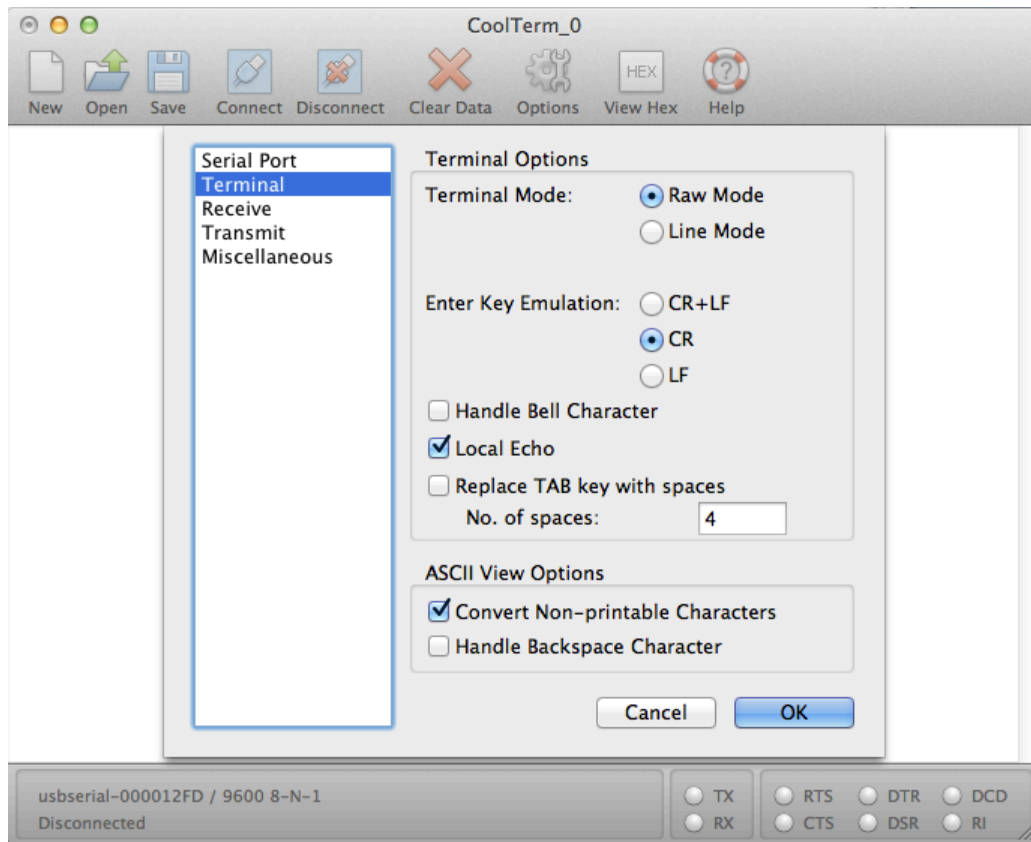 CoolTerm_0
HEX
?
New Open Save Connect Disconnect Clear Data Options View Hex Help
Serial Port
Terminal
Receive
Transmit
Miscellaneous
Terminal Options
Terminal Mode: Raw Mode
Line Mode
Enter Key Emulation: CR+LF
CR
LF
Handle Bell Character
Local Echo
Replace TAB key with spaces
No. of spaces: 4
ASCII View Options
Convert Non-printable Characters
Handle Backspace Character
Cancel OK
usbserial-000012FD / 9600 8-N-1 TX RTS DTR DCD
Disconnected RX CTS DSR RI